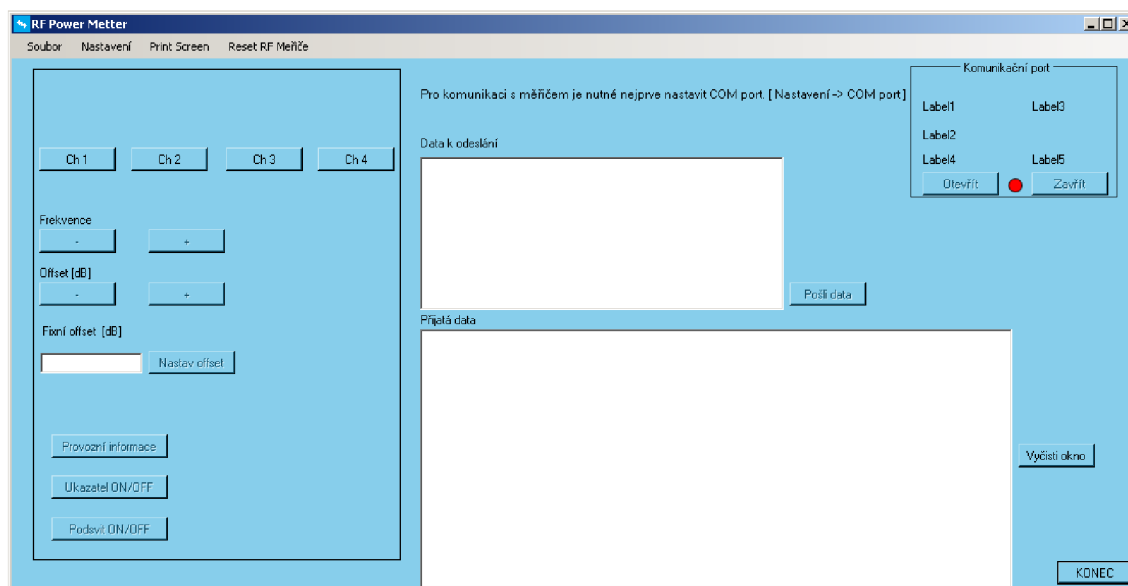 RF Power Metter
Soubor Nastavení Print Screen Reset RF Meřiče
Komunikační port
Pro komunikaci s měřičem je nutné nejprve nastavit COM port. [ Nastavení -> COM port ]
Label1 Label3
Label2
Label4 Label5
Otevřít Zavřít
Data k odeslání
Ch 1 Ch 2 Ch 3 Ch 4
Frekvence
- +
Offset [dB]
- +
Pošli data
Fixní offset [dB]
Nastav offset
Přijatá data
Provozní informace
Ukazatel ON/OFF
Podsvit ON/OFF
Vyčisti okno
KONEC